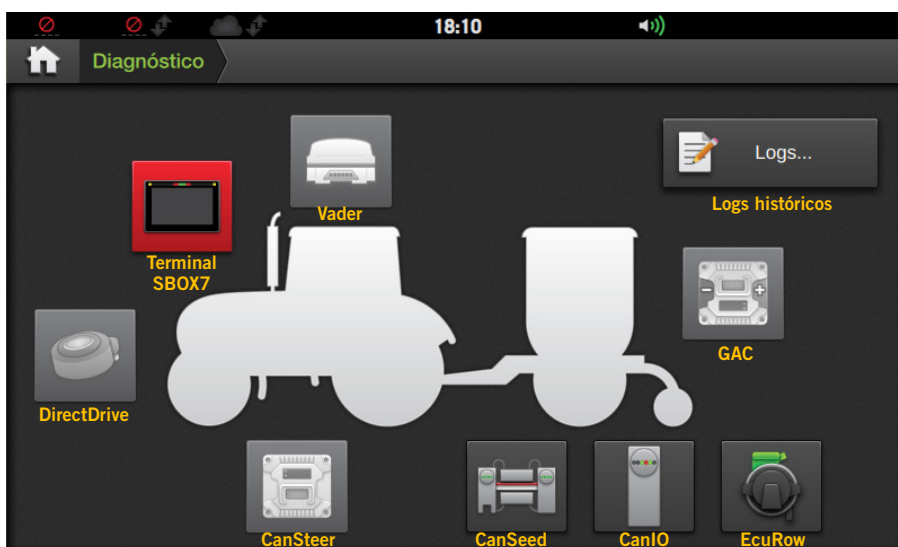 18:10
Diagnóstico
Logs...
Logs históricos
Vader
Terminal
SBOX7
GAC
DirectDrive
CanSteer
CanSeed
CanIO
EcuRow